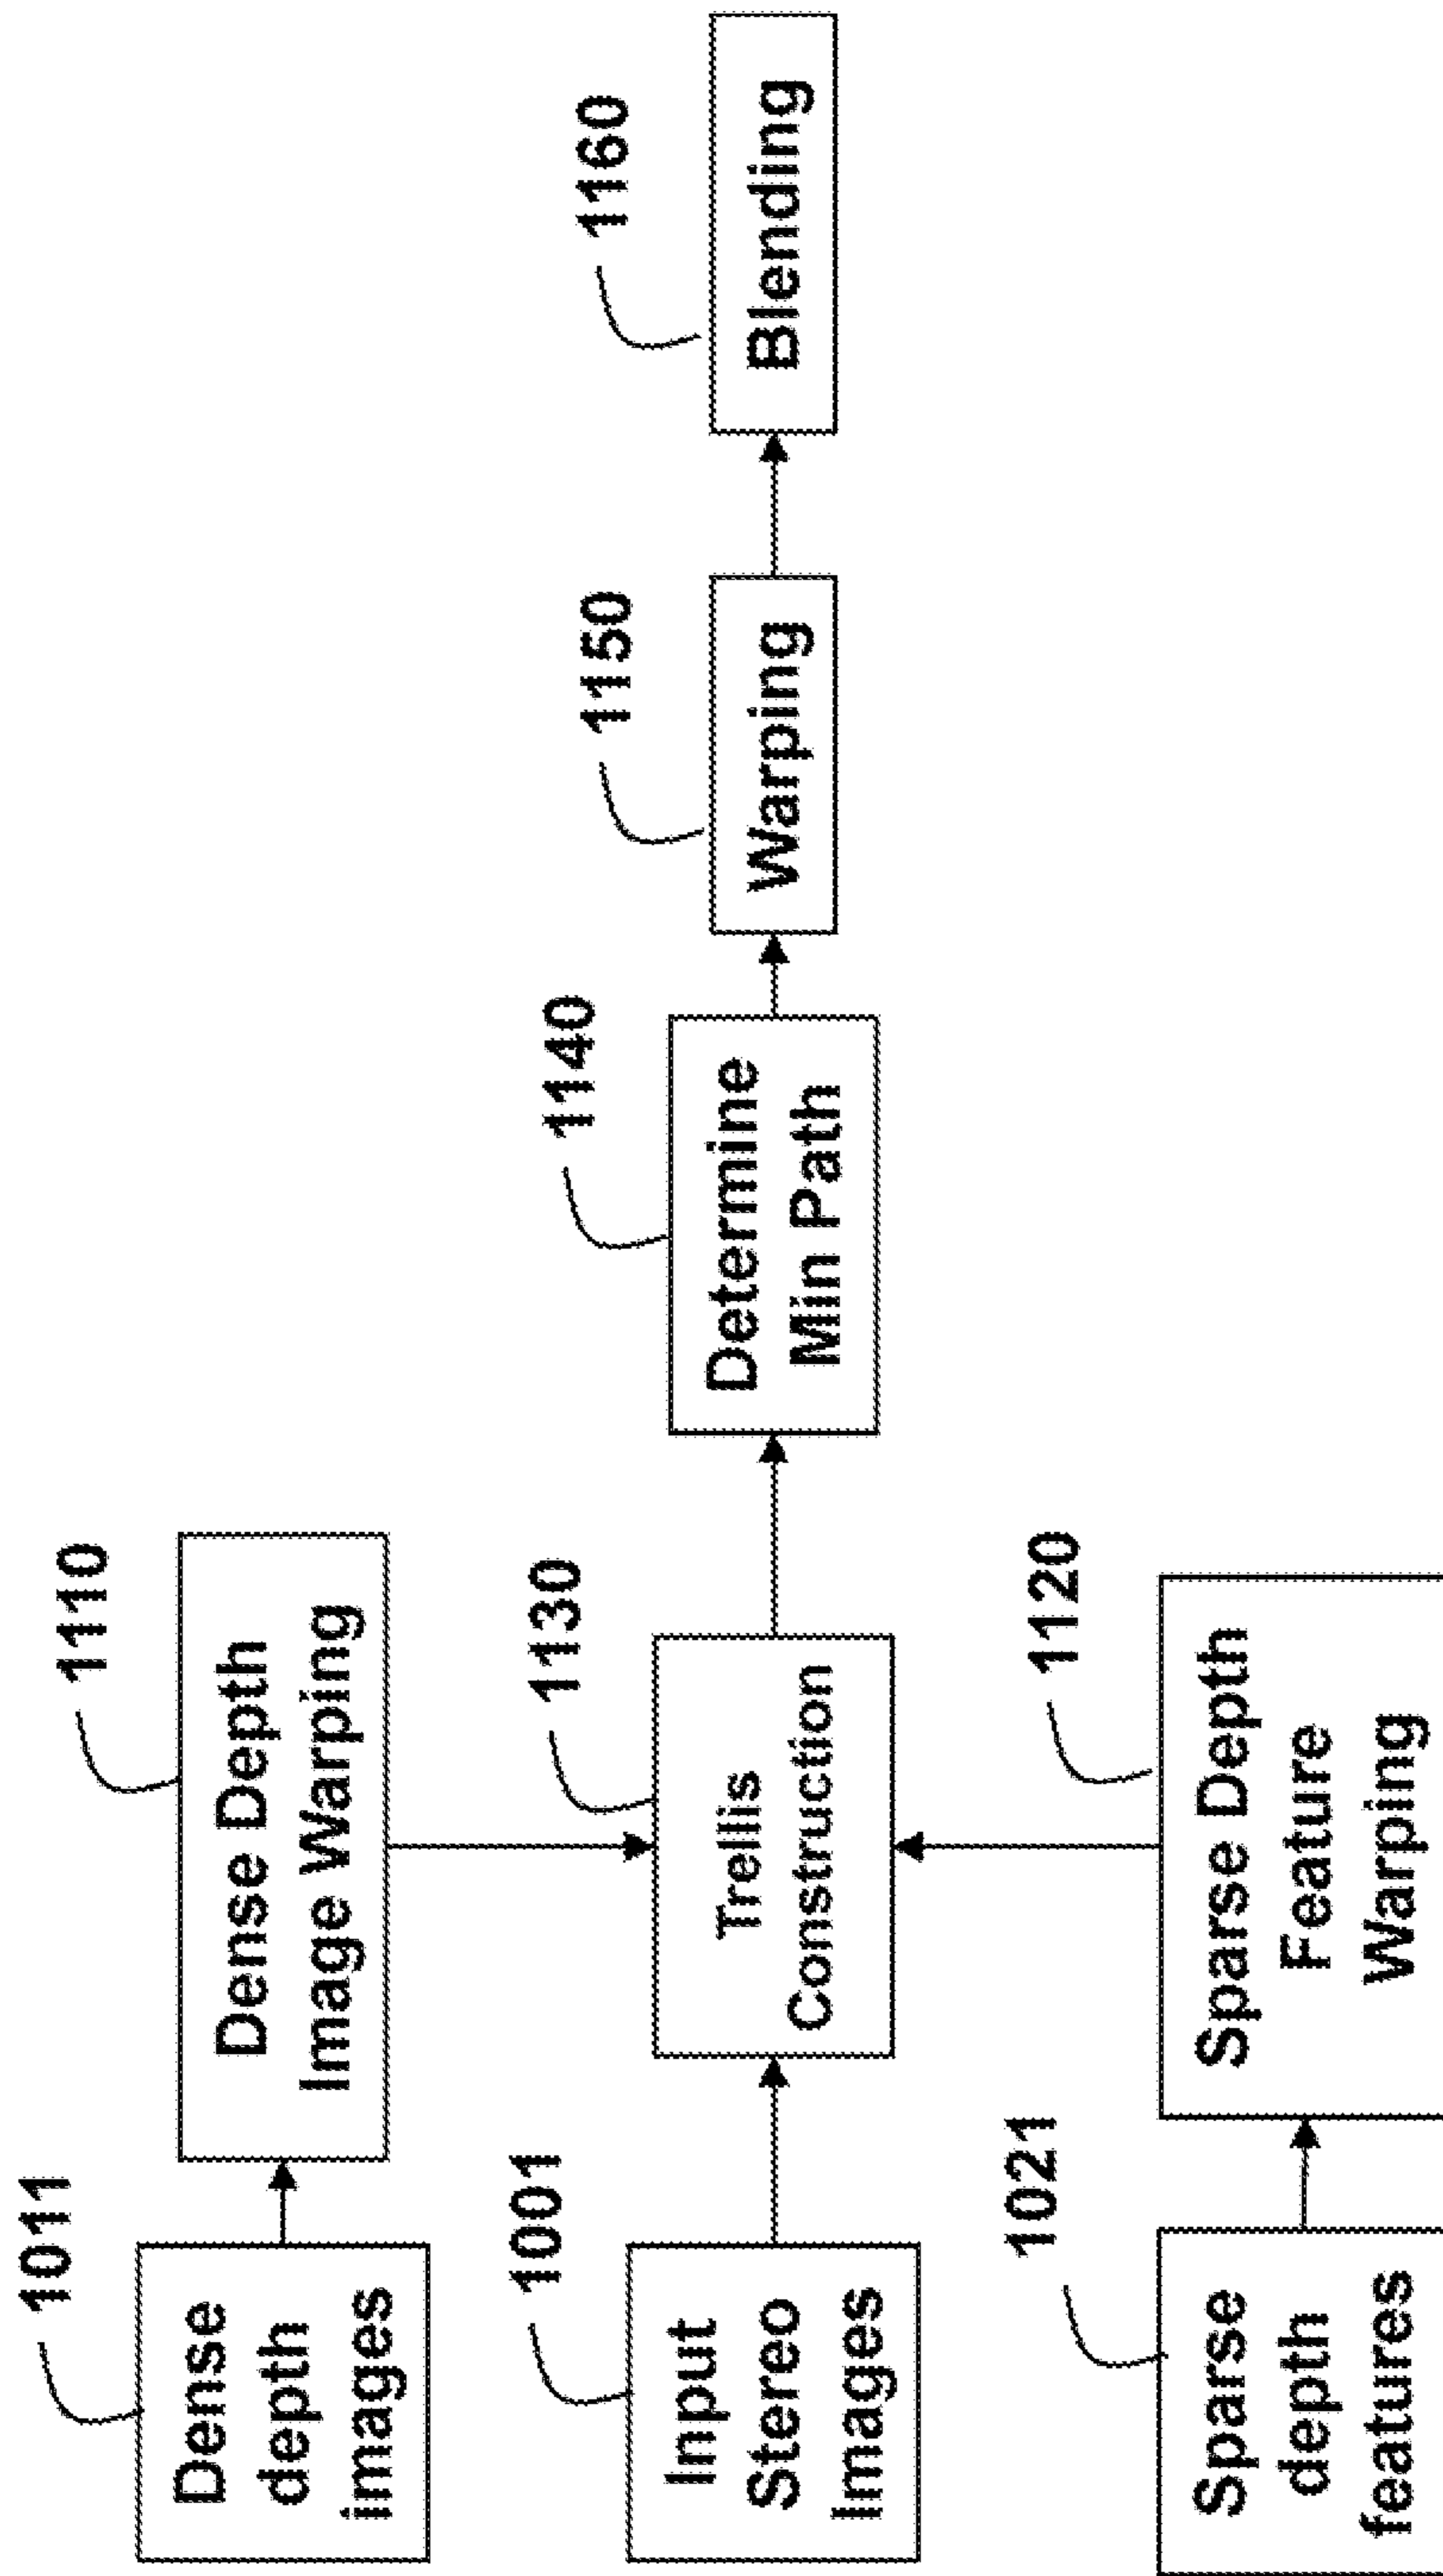 1011
Dense
depth
images
1110
Dense Depth
Image Warping
1001
Input
Stereo
Images
1130
Trellis
Construction
1140
Determine
Min Path
1150
Warping
1160
Blending
1021
Sparse
depth
features
1120
Sparse Depth
Feature
Warping